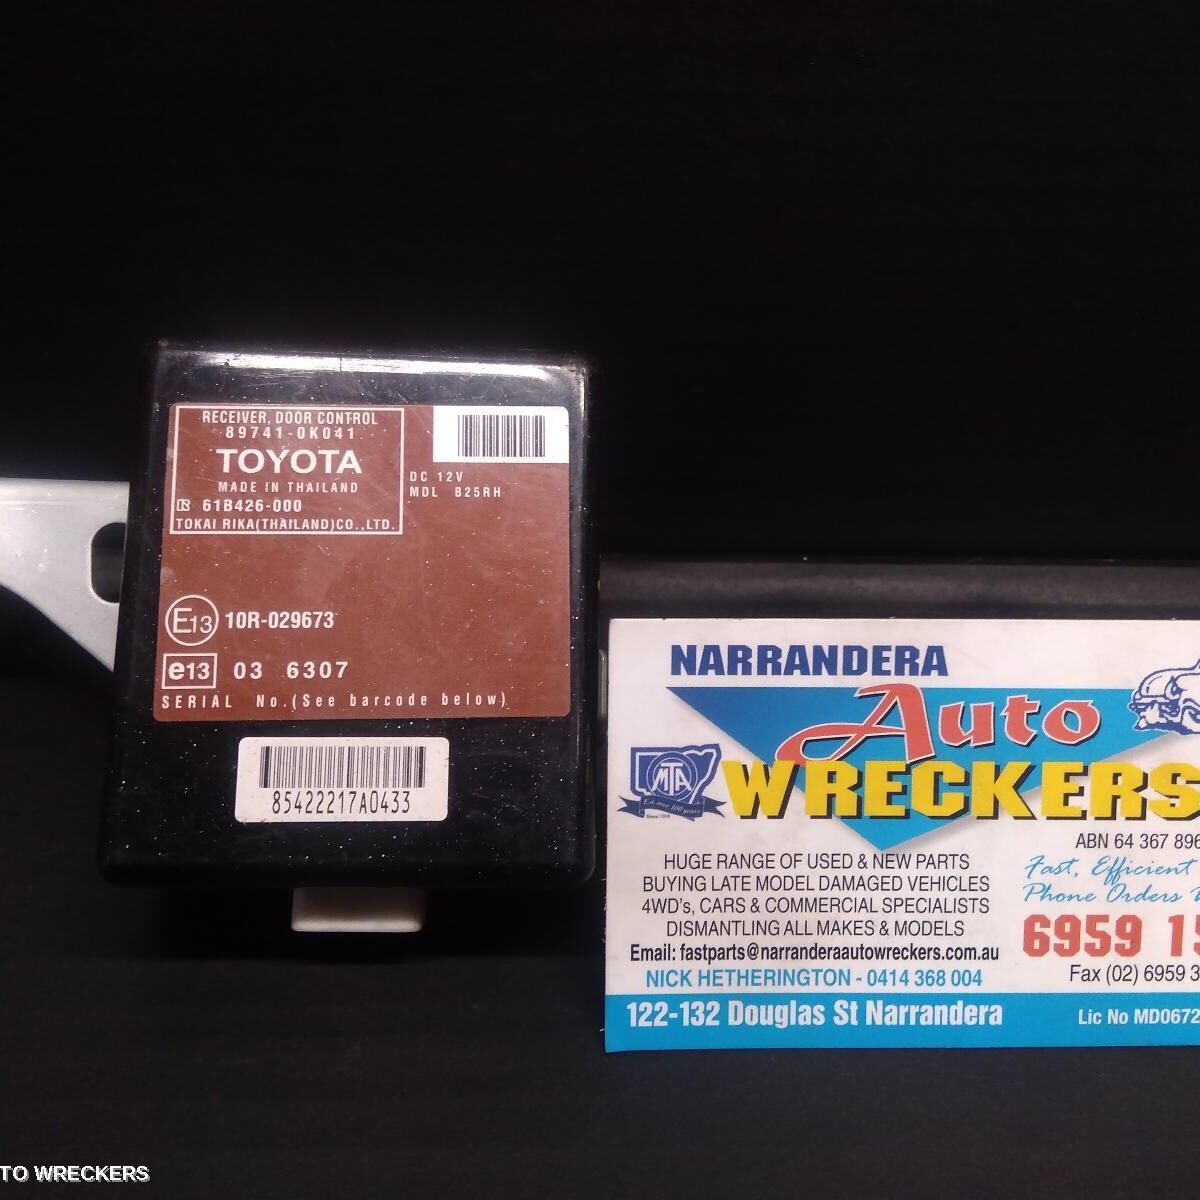 RECEIVER, DOOR CONTROL
89741-0K041
TOYOTA
MADE IN THAILAND
61B426-000
TOKAI RIKA(THAILAND)CO.,LTD.
DC 12V
MDL B25RH
E13 10R-029673
e13 03 6307
SERIAL No.(See barcode below)
85422217A0433
NARRANDERA
Auto
WRECKERS
MTA
Est. over 100 years
ABN 64 367 896
HUGE RANGE OF USED & NEW PARTS
BUYING LATE MODEL DAMAGED VEHICLES
4WD's, CARS & COMMERCIAL SPECIALISTS
DISMANTLING ALL MAKES & MODELS
Email: fastparts@narranderaautowreckers.com.au
NICK HETHERINGTON - 0414 368 004
Fast, Efficient
Phone Orders
6959 15
Fax (02) 6959 3
122-132 Douglas St Narrandera
Lic No MD0672
TO WRECKERS